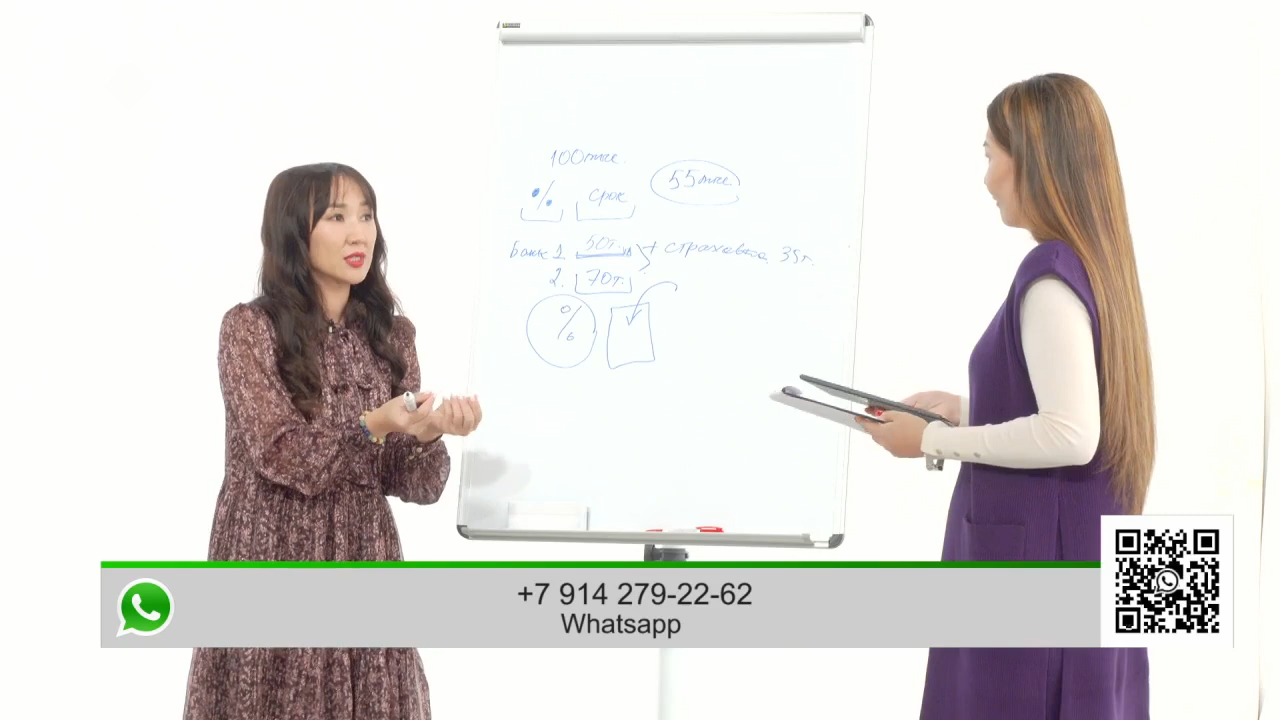 100тыс.
% срок 55тыс
Банк 1 50т. + страховка 35т.
2. 70т.
%
+7 914 279-22-62
Whatsapp